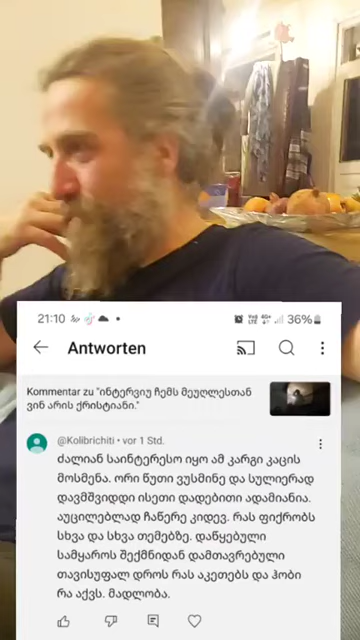 21:10
36%
Antworten
Kommentar zu "ინტერვიუ ჩემს მეუღლესთან
ვინ არის ქრისტიანი."
@Kolibrichiti • vor 1 Std.
ძალიან საინტერესო იყო ამ კარგი კაცის
მოსმენა. ორი წუთი ვუსმინე და სულიერად
დავმშვიდდი ისეთი დადებითი ადამიანია.
აუცილებლად ჩაწერე კიდევ. რას ფიქრობს
სხვა და სხვა თემებზე. დაწყებული
სამყაროს შექმნიდან დამთავრებული
თავისუფალ დროს რას აკეთებს და ჰობი
რა აქვს. მადლობა.